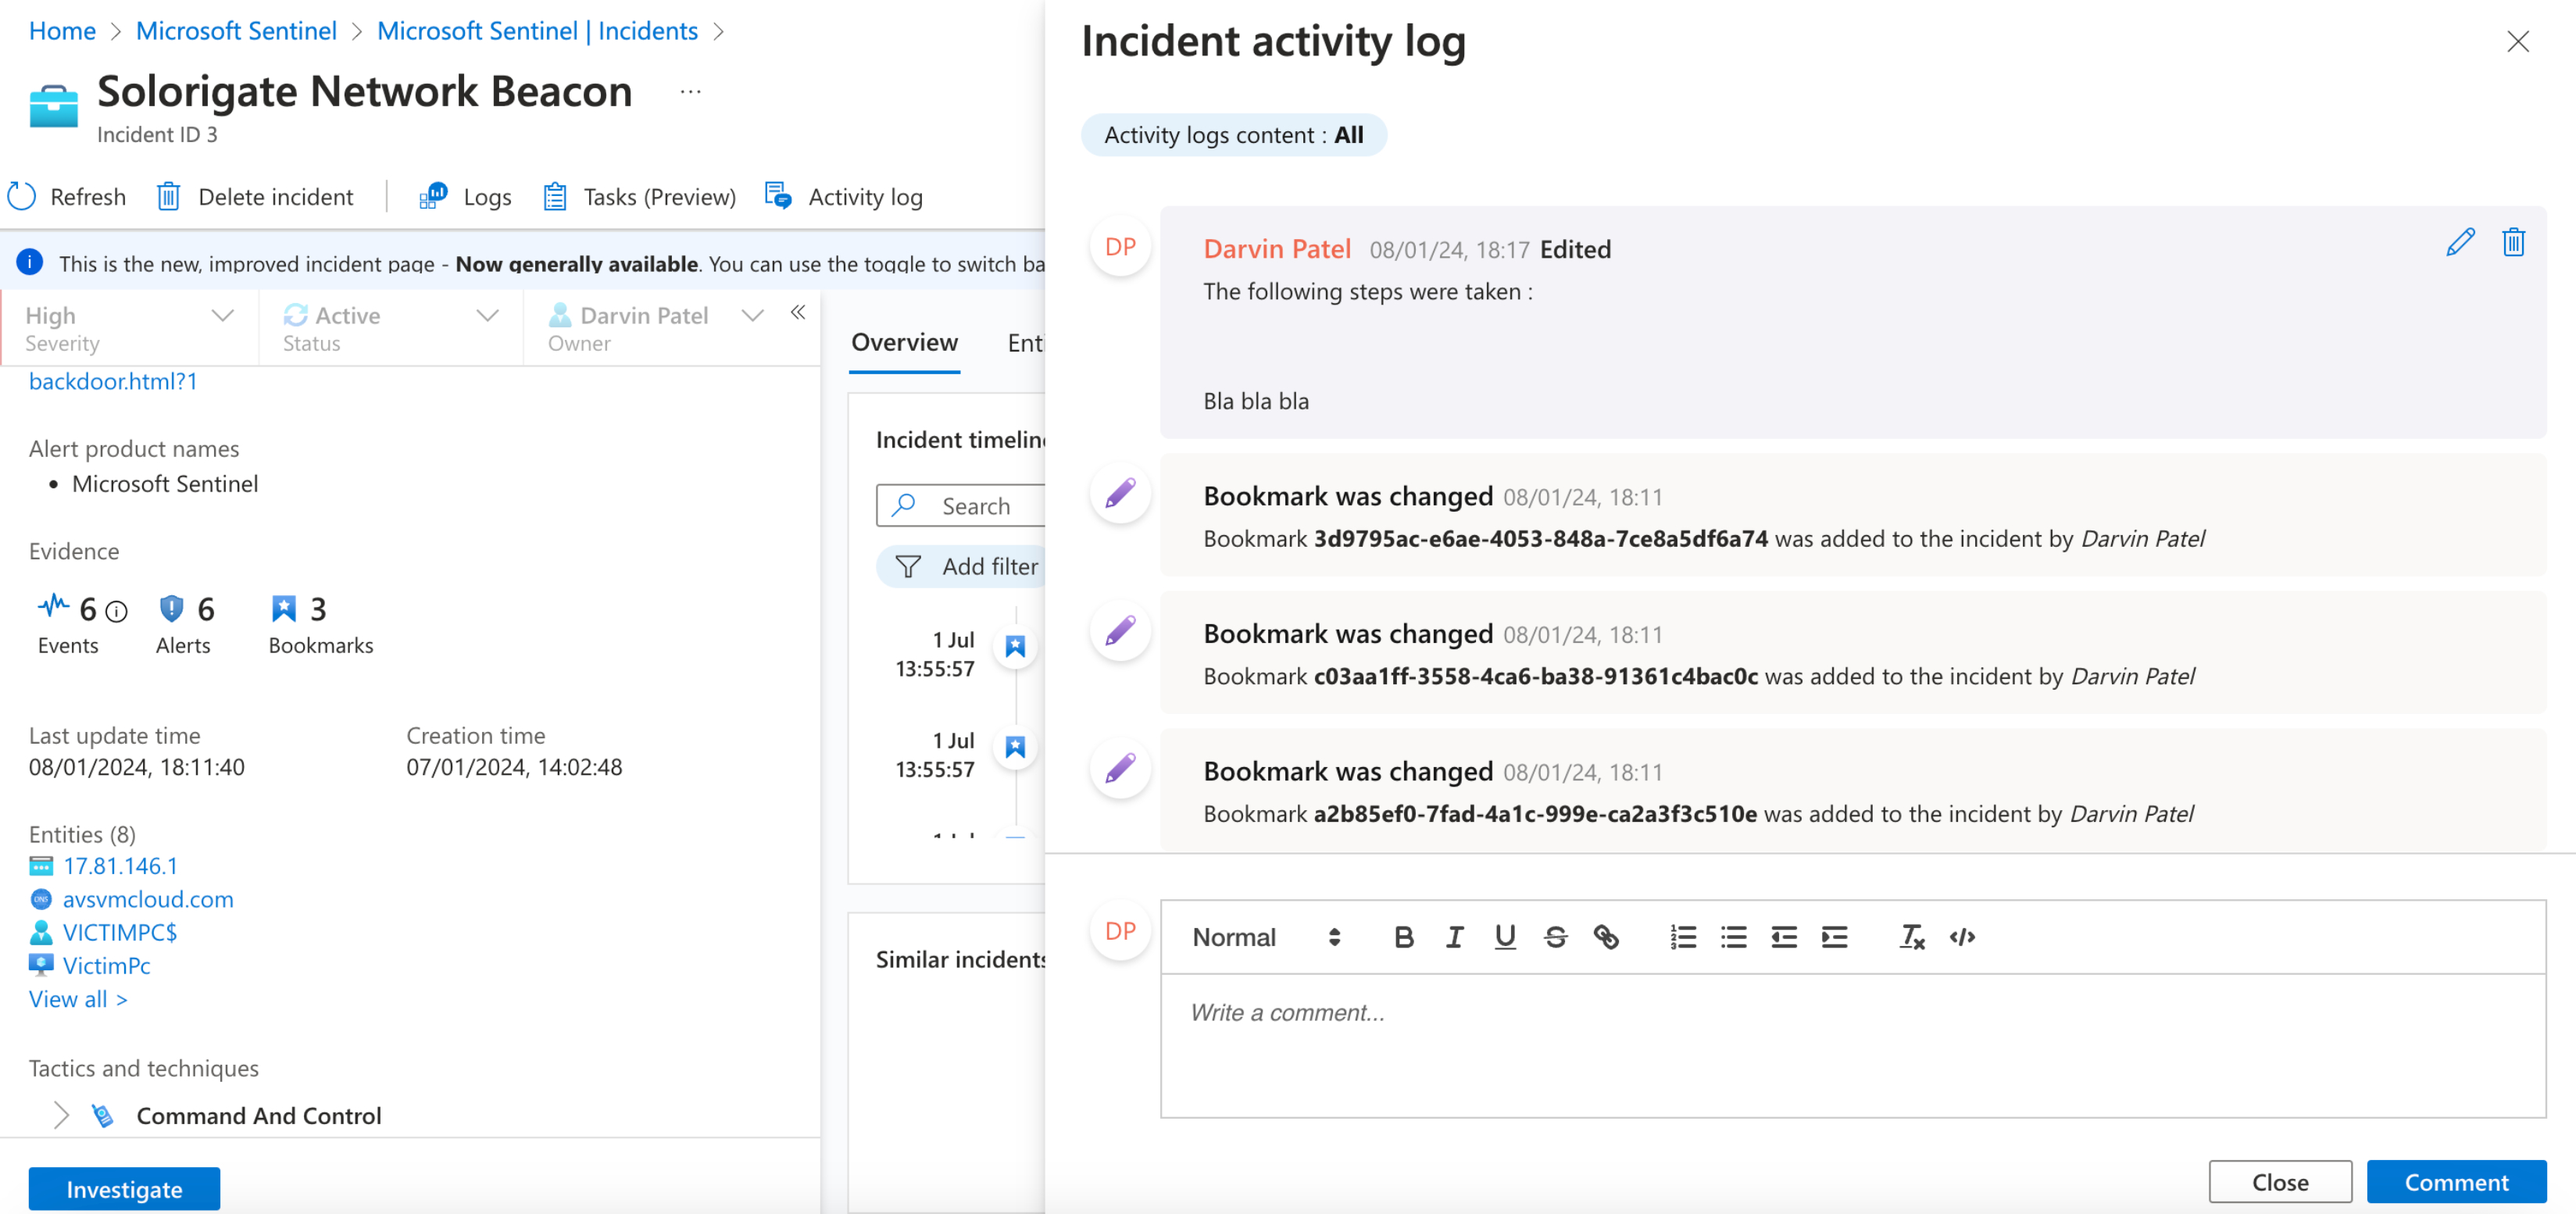 Home > Microsoft Sentinel > Microsoft Sentinel | Incidents >
Solorigate Network Beacon ...
Incident ID 3
Refresh Delete incident Logs Tasks (Preview) Activity log
This is the new, improved incident page - Now generally available. You can use the toggle to switch ba
High
Severity
Active
Status
Darvin Patel
Owner
backdoor.html?1
Alert product names
• Microsoft Sentinel
Evidence
6 Events
6 Alerts
3 Bookmarks
Last update time
08/01/2024, 18:11:40
Creation time
07/01/2024, 14:02:48
Entities (8)
17.81.146.1
avsvmcloud.com
VICTIMPC$
VictimPc
View all >
Tactics and techniques
Command And Control
Investigate
Overview Enti
Incident timeline
Search
Add filter
1 Jul
13:55:57
1 Jul
13:55:57
Similar incidents
Incident activity log
Activity logs content : All
DP
Darvin Patel 08/01/24, 18:17 Edited
The following steps were taken :
Bla bla bla
Bookmark was changed 08/01/24, 18:11
Bookmark 3d9795ac-e6ae-4053-848a-7ce8a5df6a74 was added to the incident by Darvin Patel
Bookmark was changed 08/01/24, 18:11
Bookmark c03aa1ff-3558-4ca6-ba38-91361c4bac0c was added to the incident by Darvin Patel
Bookmark was changed 08/01/24, 18:11
Bookmark a2b85ef0-7fad-4a1c-999e-ca2a3f3c510e was added to the incident by Darvin Patel
DP
Normal B I U S
Write a comment...
Close Comment